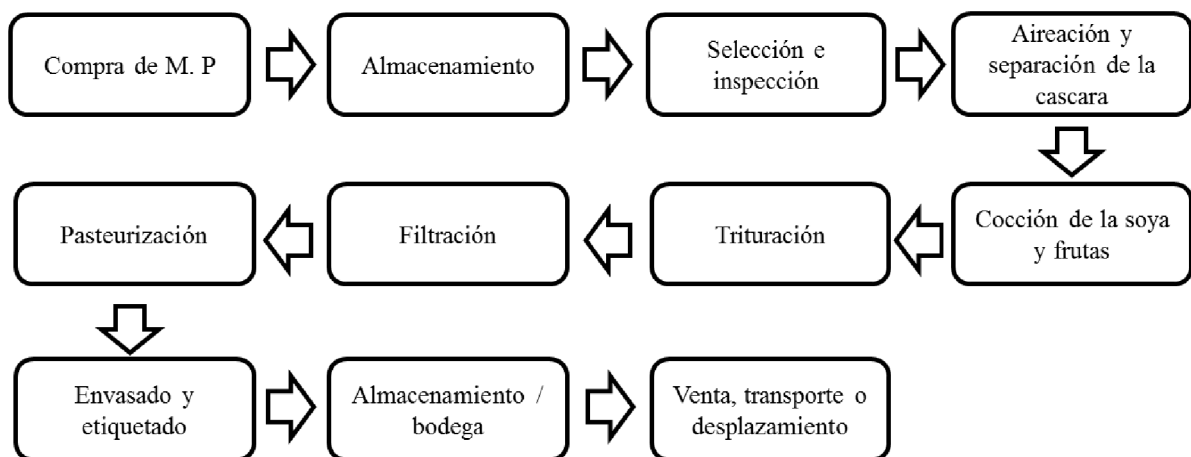 Compra de M. P
Almacenamiento
Selección e
inspección
Aireación y
separación de la
cascara
Cocción de la soya
y frutas
Trituración
Filtración
Pasteurización
Envasado y
etiquetado
Almacenamiento /
bodega
Venta, transporte o
desplazamiento